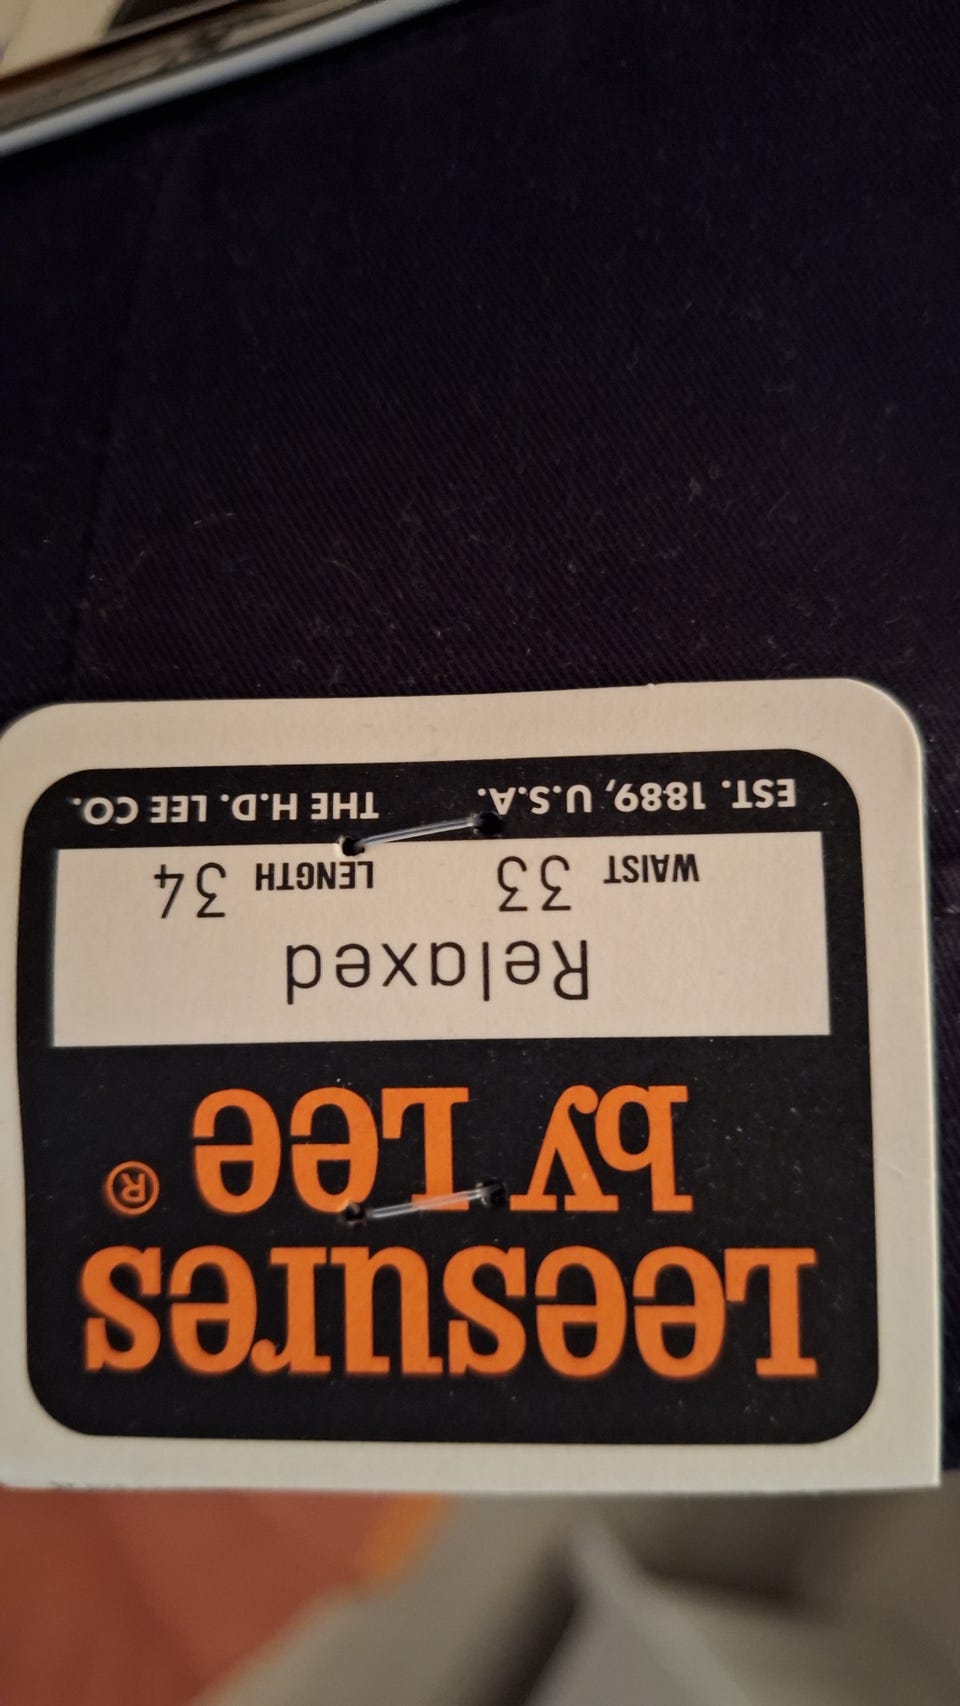 Leesures
by Lee ®
Relaxed
WAIST 33 LENGTH 34
EST. 1889, U.S.A. THE H.D. LEE CO.